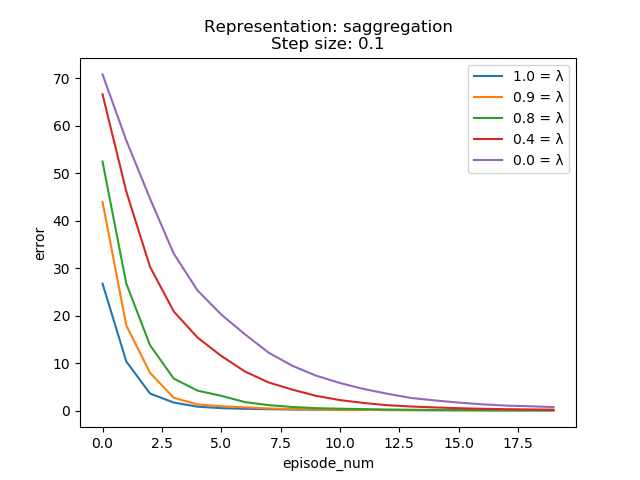 Representation: saggregation
Step size: 0.1
1.0 = λ
0.9 = λ
0.8 = λ
0.4 = λ
0.0 = λ
error
70
60
50
40
30
20
10
0
0.0 2.5 5.0 7.5 10.0 12.5 15.0 17.5
episode_num